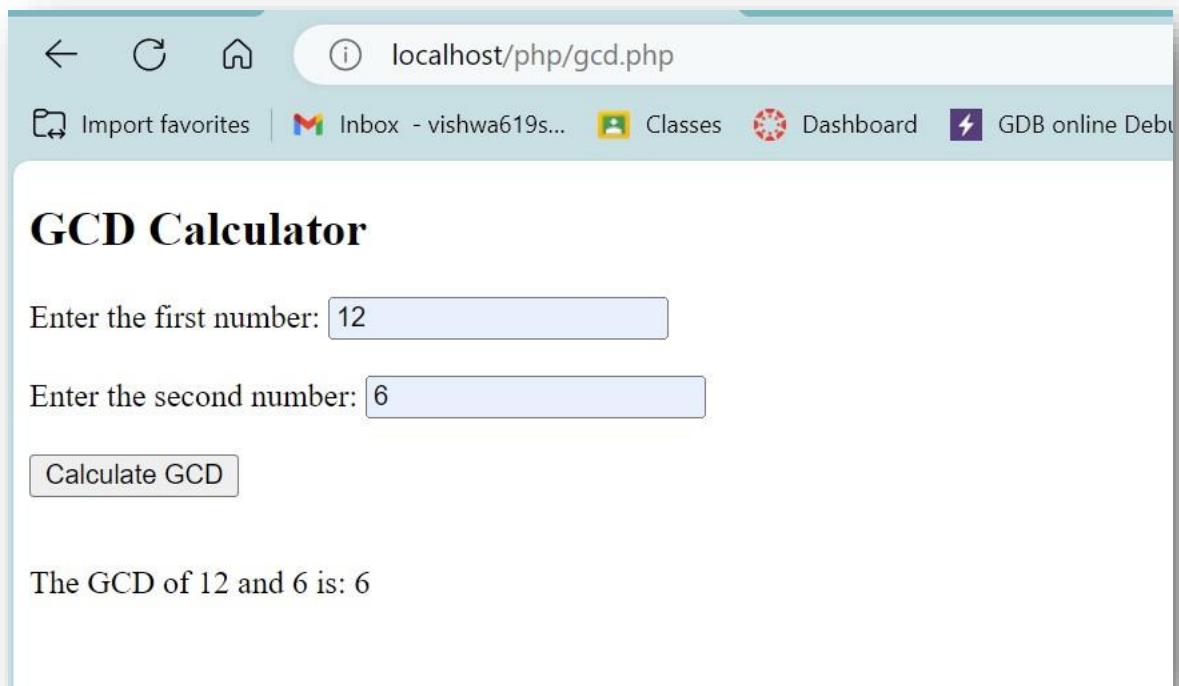 localhost/php/gcd.php
Import favorites Inbox - vishwa619s... Classes Dashboard GDB online Debu
GCD Calculator
Enter the first number: 12
Enter the second number: 6
Calculate GCD
The GCD of 12 and 6 is: 6